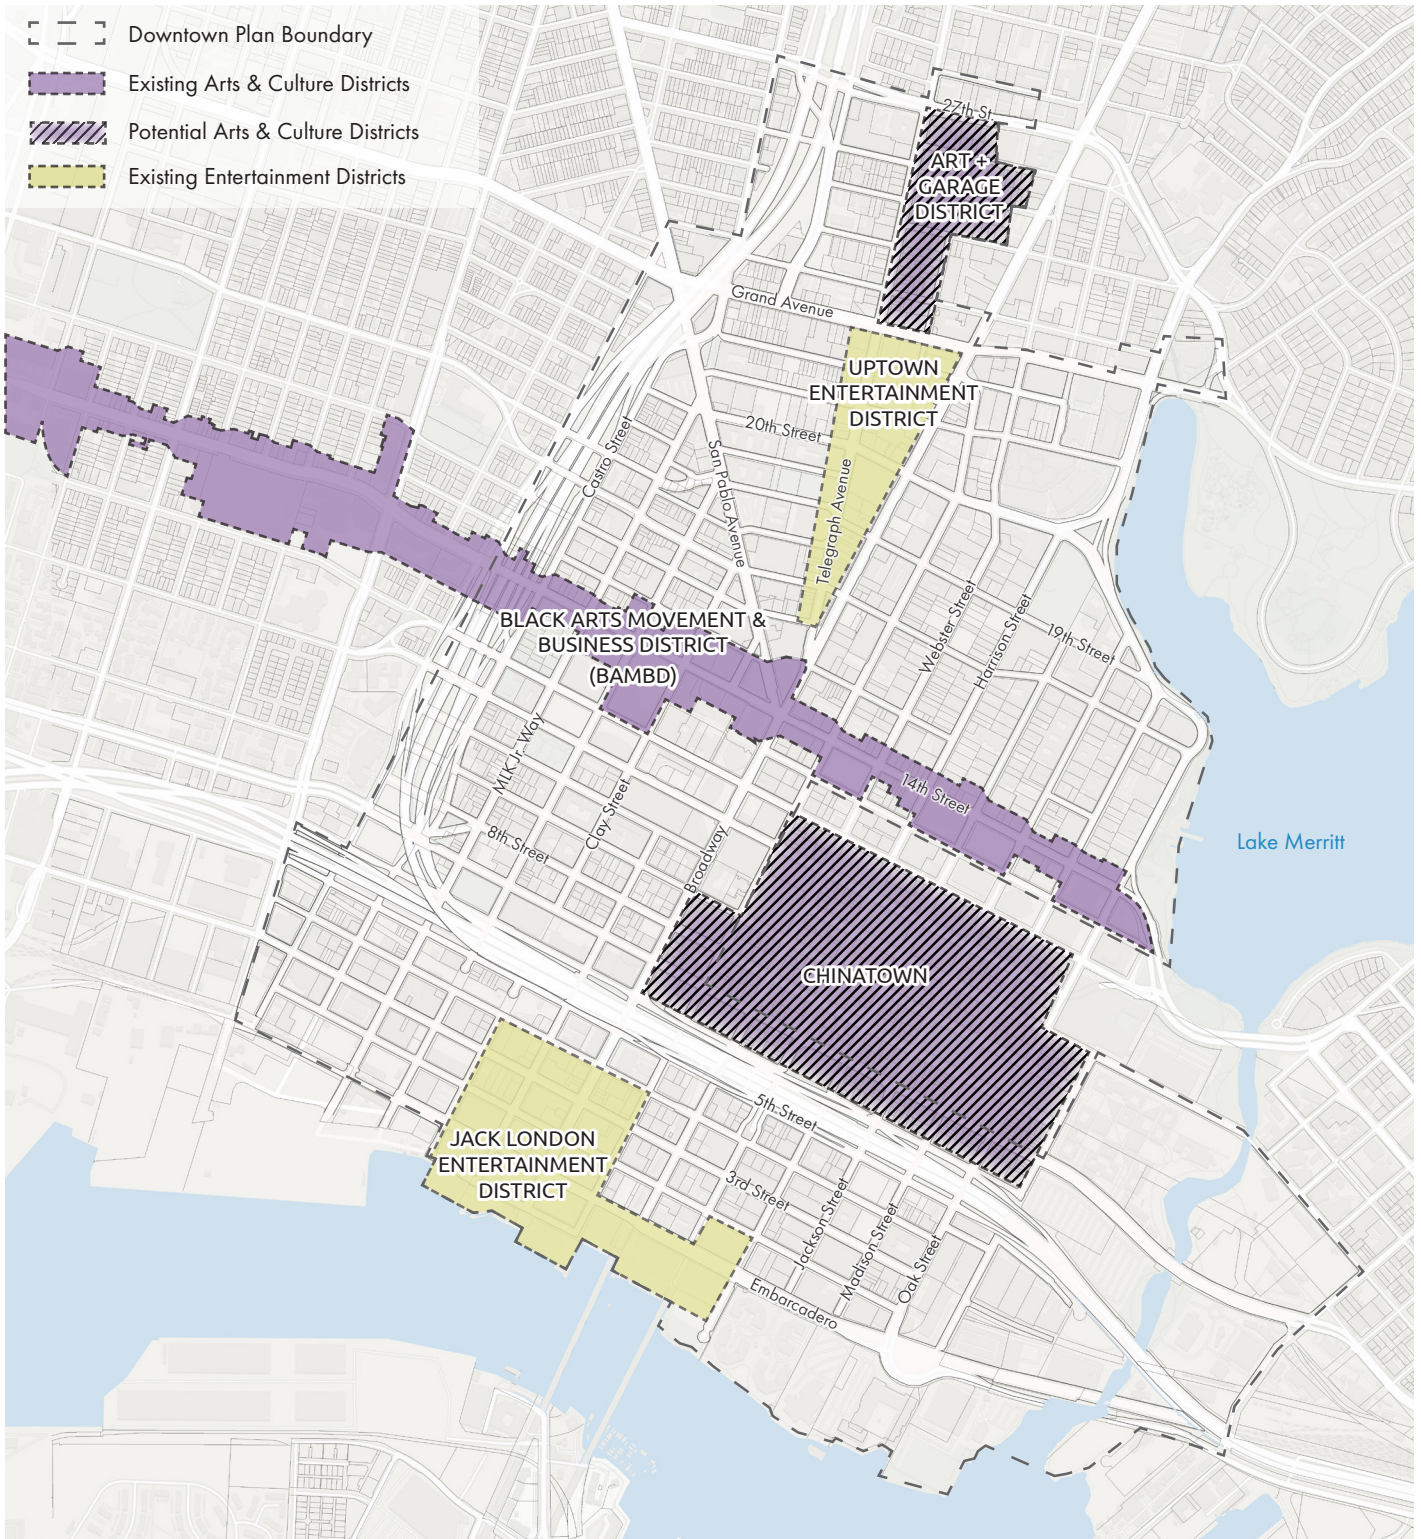 Downtown Plan Boundary
Existing Arts & Culture Districts
Potential Arts & Culture Districts
Existing Entertainment Districts
27th St.
ART +
GARAGE
DISTRICT
Grand Avenue
UPTOWN
ENTERTAINMENT
DISTRICT
20th Street
Castro Street
San Pablo Avenue
Telegraph Avenue
BLACK ARTS MOVEMENT &
BUSINESS DISTRICT
(BAMBD)
Webster Street
Harrison Street
19th Street
MLK Jr. Way
Clay Street
8th Street
Broadway
14th Street
Lake Merritt
CHINATOWN
5th Street
JACK LONDON
ENTERTAINMENT
DISTRICT
3rd Street
Jackson Street
Madison Street
Oak Street
Embarcadero